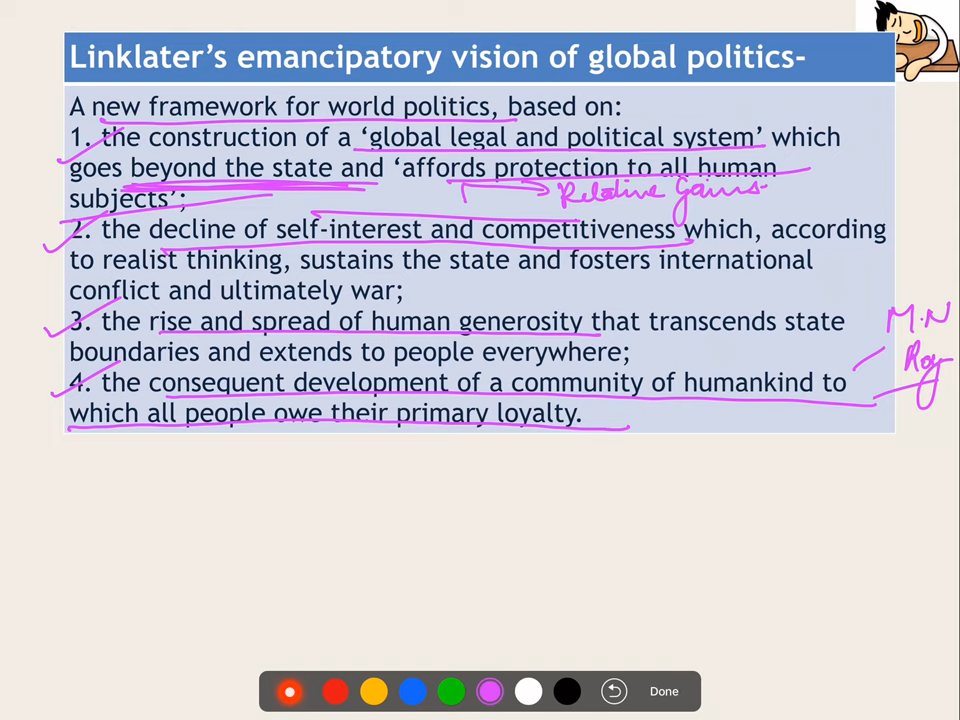 Linklater's emancipatory vision of global politics-
A new framework for world politics, based on:
1. the construction of a ‘global legal and political system’ which
goes beyond the state and ‘affords protection to all human
subjects’;
Relative Gains-
2. the decline of self-interest and competitiveness which, according
to realist thinking, sustains the state and fosters international
conflict and ultimately war;
3. the rise and spread of human generosity that transcends state
boundaries and extends to people everywhere;
M.N
Roy
4. the consequent development of a community of humankind to
which all people owe their primary loyalty.
Done